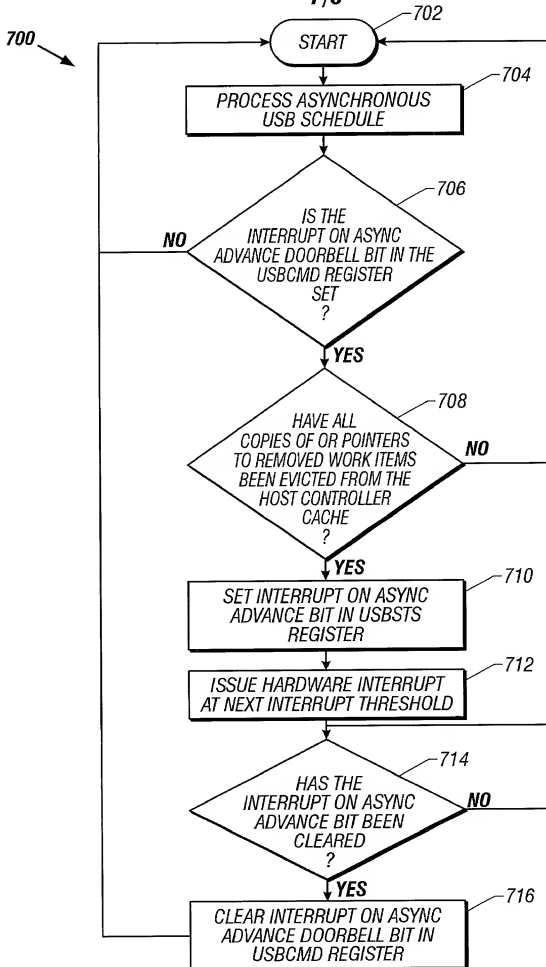 7/8
700
702
START
704
PROCESS ASYNCHRONOUS
USB SCHEDULE
706
IS THE
INTERRUPT ON ASYNC
ADVANCE DOORBELL BIT IN THE
USBCMD REGISTER
SET
?
NO
YES
708
HAVE ALL
COPIES OF OR POINTERS
TO REMOVED WORK ITEMS
BEEN EVICTED FROM THE
HOST CONTROLLER
CACHE
?
NO
YES
710
SET INTERRUPT ON ASYNC
ADVANCE BIT IN USBSTS
REGISTER
712
ISSUE HARDWARE INTERRUPT
AT NEXT INTERRUPT THRESHOLD
714
HAS THE
INTERRUPT ON ASYNC
ADVANCE BIT BEEN
CLEARED
?
NO
YES
716
CLEAR INTERRUPT ON ASYNC
ADVANCE DOORBELL BIT IN
USBCMD REGISTER